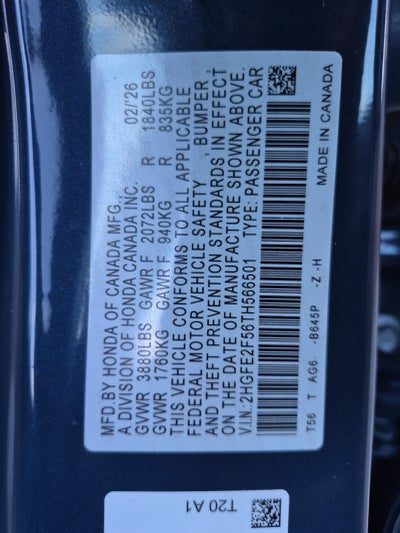 MFD.BY HONDA OF CANADA MFG., 02/'26
A DIVISION OF HONDA CANADA INC.
GVWR 3880LBS GAWR F 2072LBS R 1840LBS
GVWR 1760KG GAWR F 940KG R 835KG
THIS VEHICLE CONFORMS TO ALL APPLICABLE
FEDERAL MOTOR VEHICLE SAFETY , BUMPER,
AND THEFT PREVENTION STANDARDS, IN EFFECT
ON THE DATE OF MANUFACTURE SHOWN ABOVE.
V.I.N.: 2HGFE2F56TH566501 TYPE: PASSENGER CAR
T56 T AG6- -B645P -Z -H MADE IN CANADA
T20 A1